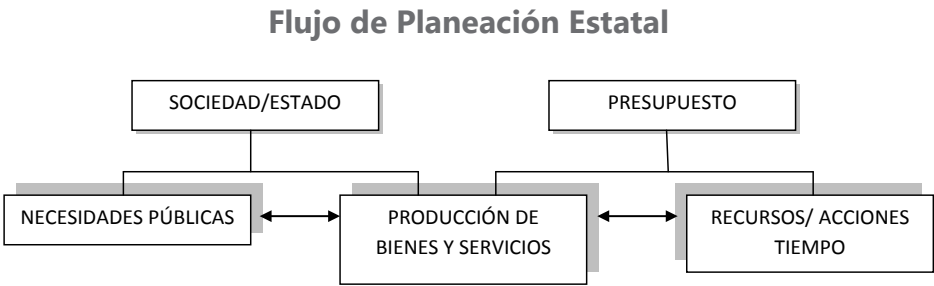 Flujo de Planeación Estatal
SOCIEDAD/ESTADO
PRESUPUESTO
NECESIDADES PÚBLICAS
PRODUCCIÓN DE
BIENES Y SERVICIOS
RECURSOS/ ACCIONES
TIEMPO